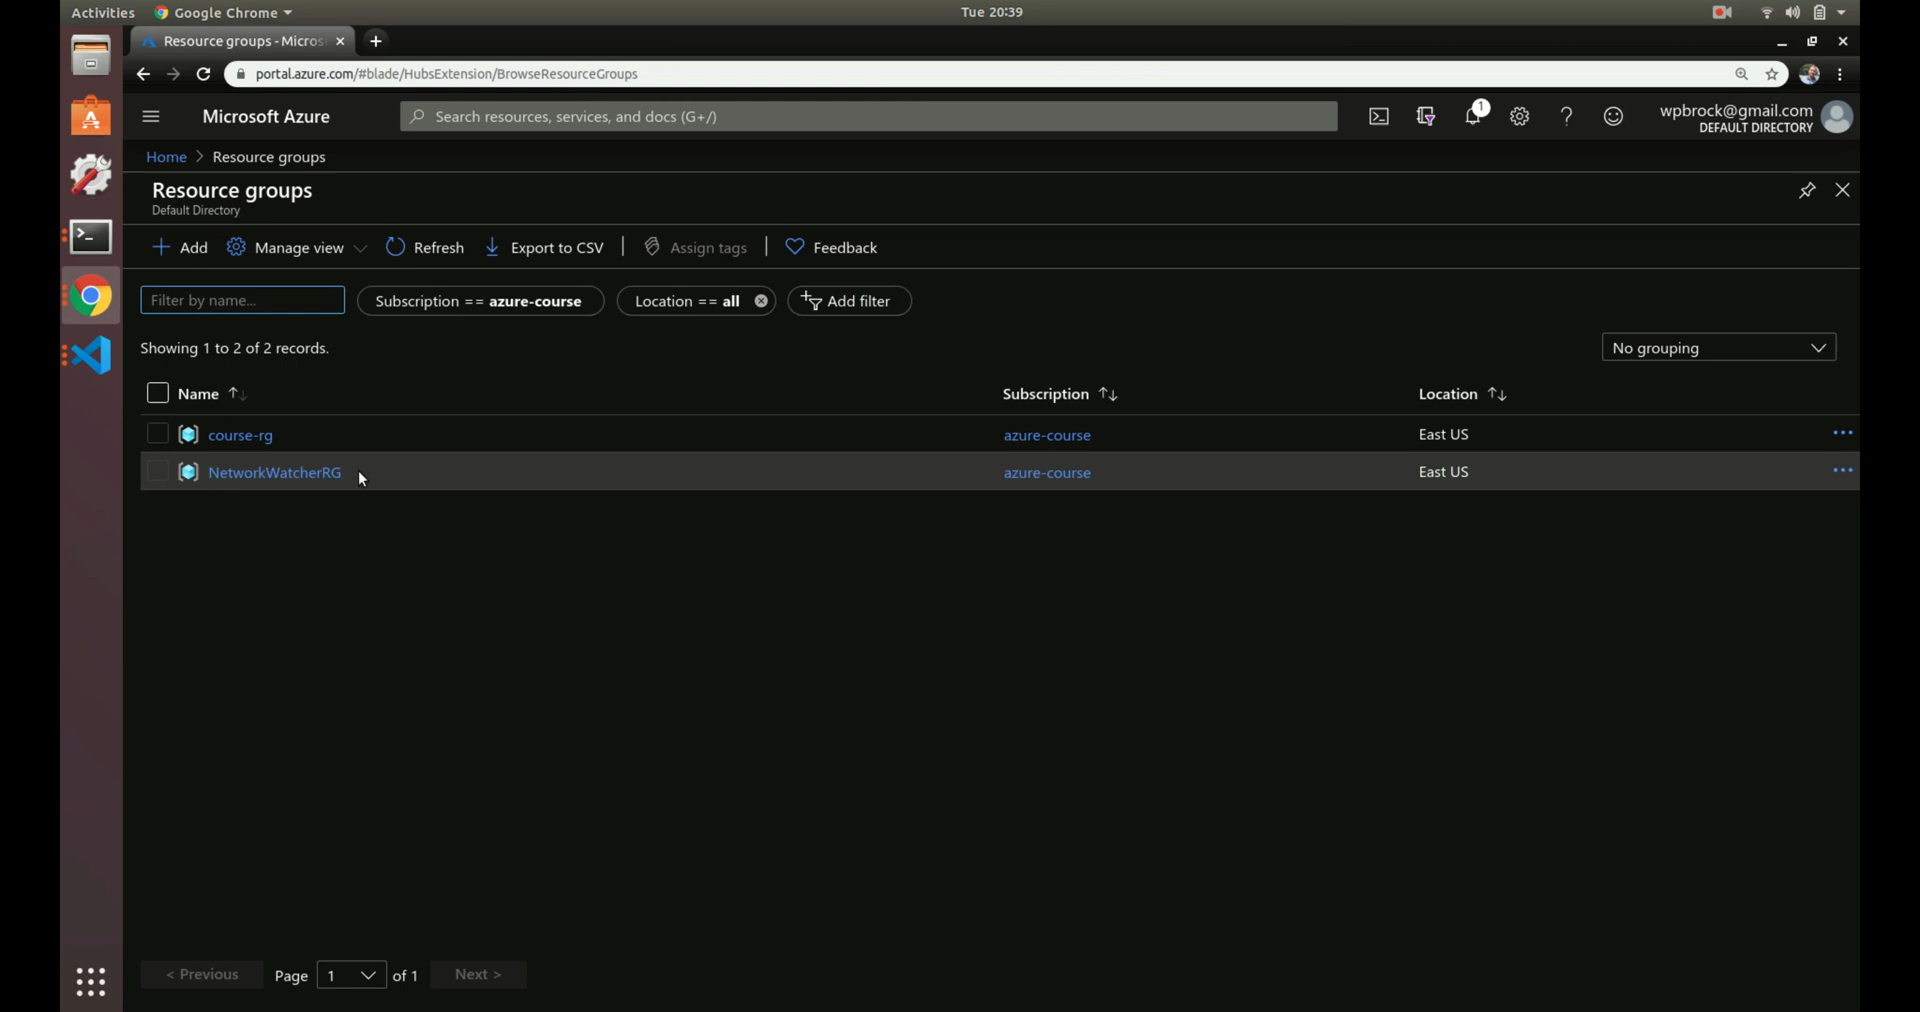 Activities Google Chrome Tue 20:39
Resource groups - Micros
portal.azure.com/#blade/HubsExtension/BrowseResourceGroups
Microsoft Azure Search resources, services, and docs (G+/) 1 wpbrock@gmail.com
DEFAULT DIRECTORY
Home > Resource groups
Resource groups
Default Directory
Add Manage view Refresh Export to CSV Assign tags Feedback
Filter by name... Subscription == azure-course Location == all Add filter
Showing 1 to 2 of 2 records. No grouping
Name Subscription Location
course-rg azure-course East US
NetworkWatcherRG azure-course East US
< Previous Page 1 of 1 Next >